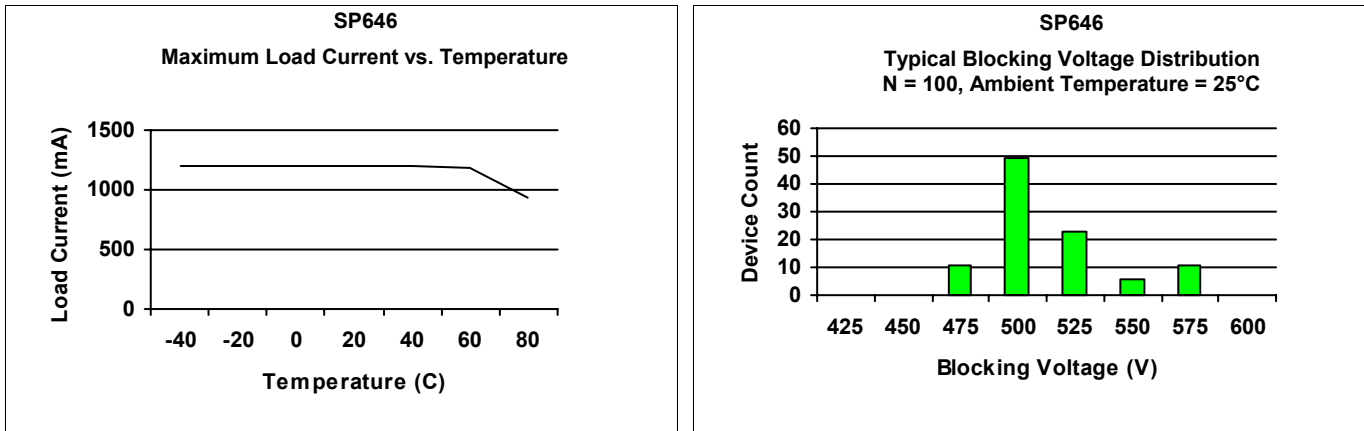 SP646
Maximum Load Current vs. Temperature
Load Current (mA)
1500
1000
500
0
-40 -20 0 20 40 60 80
Temperature (C)
SP646
Typical Blocking Voltage Distribution
N = 100, Ambient Temperature = 25°C
Device Count
60
50
40
30
20
10
0
425 450 475 500 525 550 575 600
Blocking Voltage (V)